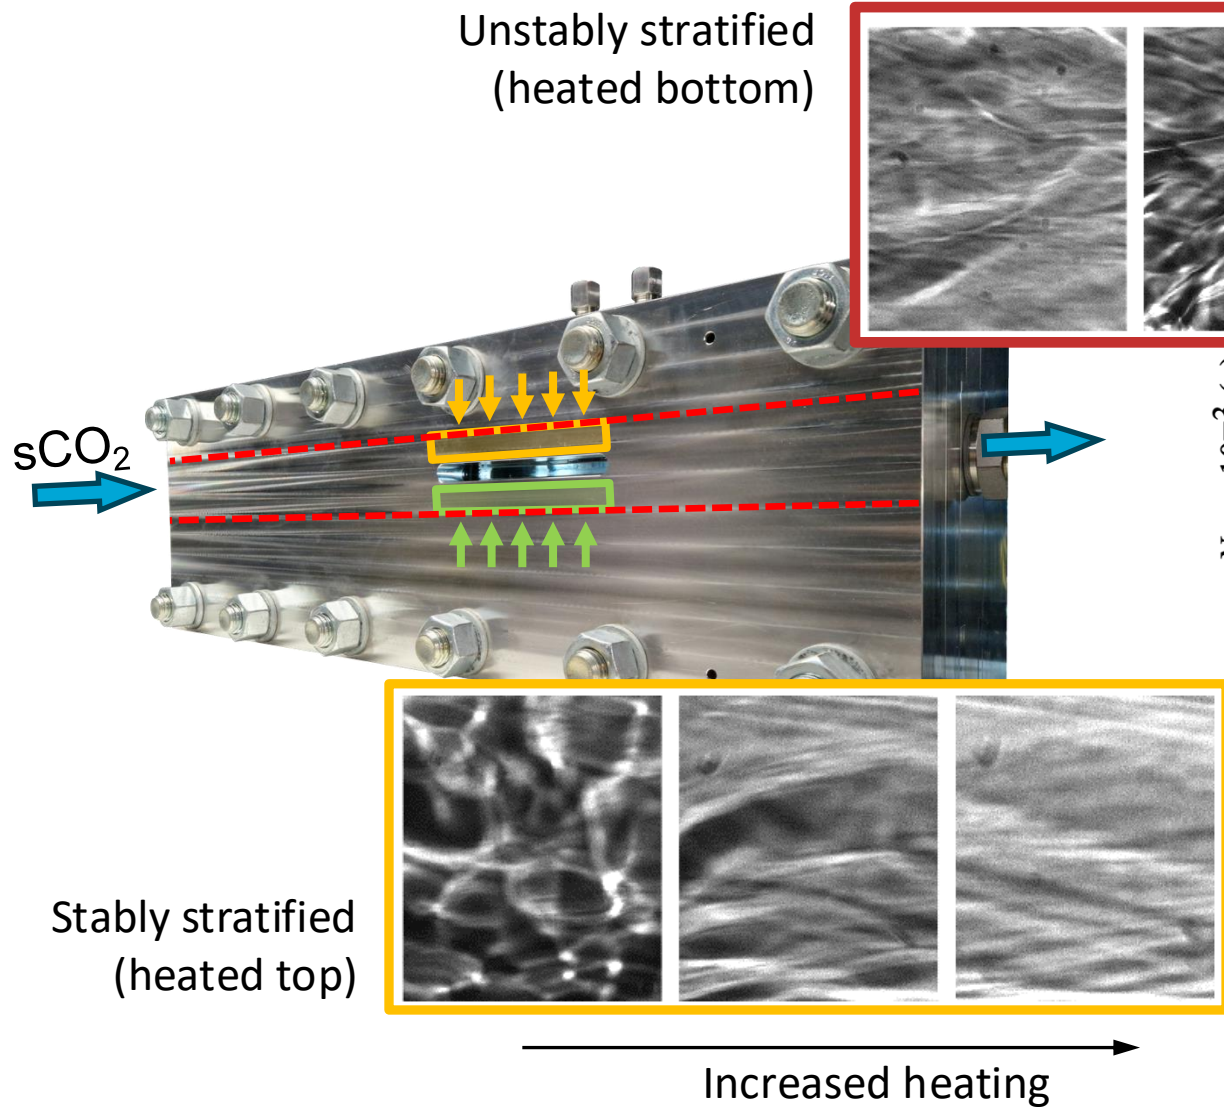 Unstably stratified
(heated bottom)
sCO₂
Stably stratified
(heated top)
Increased heating